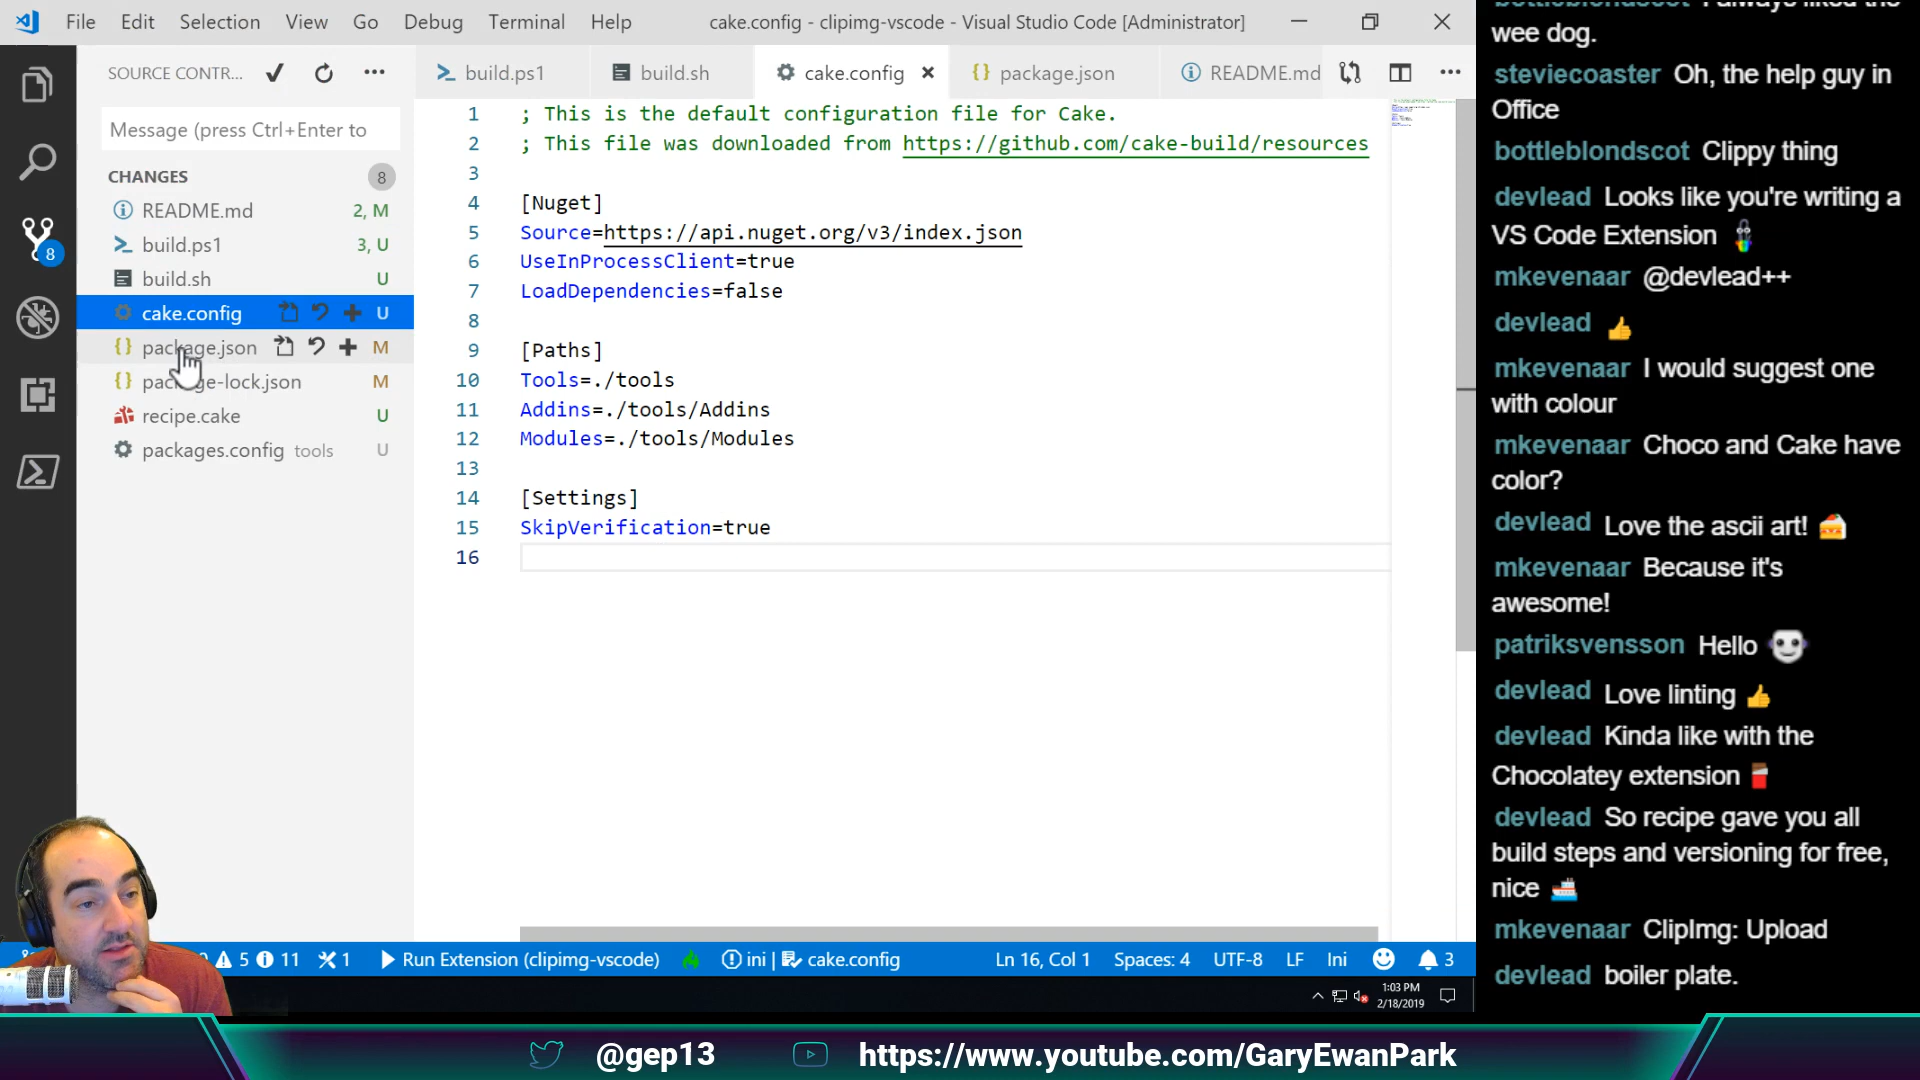 File Edit Selection View Go Debug Terminal Help cake.config - clipimg-vscode - Visual Studio Code [Administrator]
SOURCE CONTR...
build.ps1 build.sh cake.config package.json README.md
Message (press Ctrl+Enter to
CHANGES 8
README.md 2, M
build.ps1 3, U
build.sh U
cake.config U
package.json M
package-lock.json M
recipe.cake U
packages.config tools U
8
1 ; This is the default configuration file for Cake.
2 ; This file was downloaded from https://github.com/cake-build/resources
3
4 [Nuget]
5 Source=https://api.nuget.org/v3/index.json
6 UseInProcessClient=true
7 LoadDependencies=false
8
9 [Paths]
10 Tools=./tools
11 Addins=./tools/Addins
12 Modules=./tools/Modules
13
14 [Settings]
15 SkipVerification=true
16
5 11 1 Run Extension (clipimg-vscode) ini | cake.config Ln 16, Col 1 Spaces: 4 UTF-8 LF Ini 3
1:03 PM
2/18/2019
wee dog.
steviecoaster Oh, the help guy in
Office
bottleblondscot Clippy thing
devlead Looks like you're writing a
VS Code Extension
mkevenaar @devlead++
devlead 👍
mkevenaar I would suggest one
with colour
mkevenaar Choco and Cake have
color?
devlead Love the ascii art! 🍰
mkevenaar Because it's
awesome!
patriksvensson Hello
devlead Love linting 👍
devlead Kinda like with the
Chocolatey extension 🍫
devlead So recipe gave you all
build steps and versioning for free,
nice 🚢
mkevenaar ClipImg: Upload
devlead boiler plate.
@gep13 https://www.youtube.com/GaryEwanPark